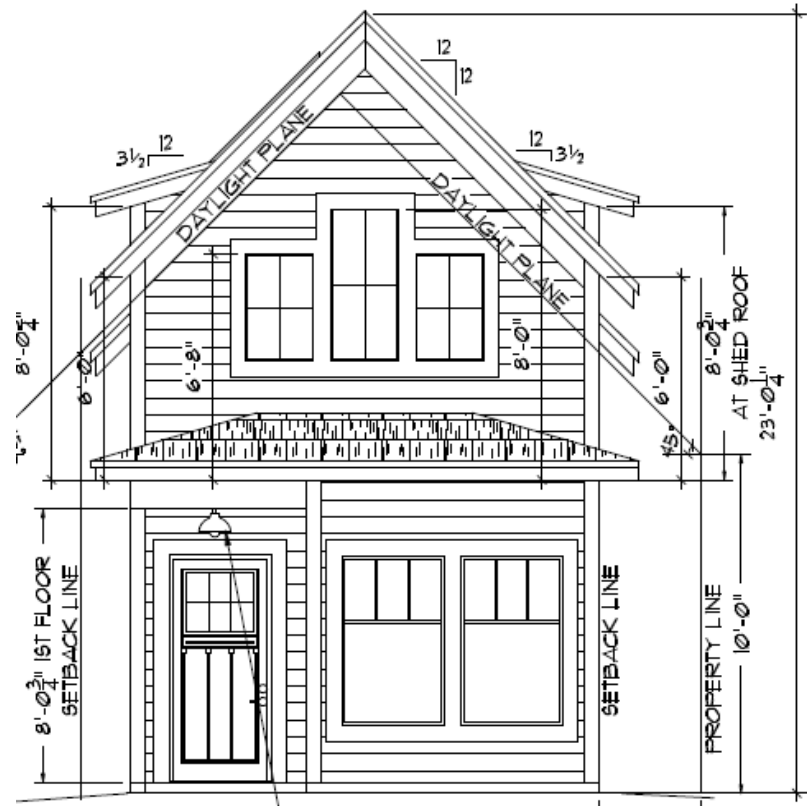 12
12
12
3½
12
3½
DAYLIGHT PLANE
DAYLIGHT PLANE
8'-0¾"
6'-0"
6'-8"
8'-0"
6'-0"
8'-0¾"
AT SHED ROOF
23'-0¼"
45°
8'-0¾" 1ST FLOOR
SETBACK LINE
SETBACK LINE
PROPERTY LINE
10'-0"